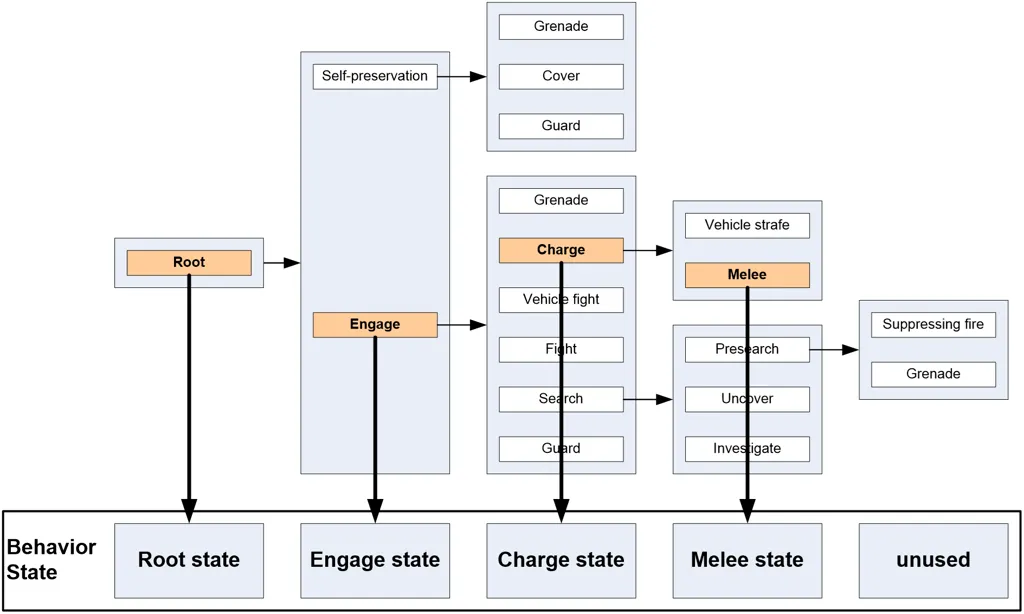 Grenade
Self-preservation
Cover
Guard
Grenade
Vehicle strafe
Charge
Root
Melee
Vehicle fight
Engage
Suppressing fire
Fight
Presearch
Grenade
Search
Uncover
Guard
Investigate
Behavior
State
Root state
Engage state
Charge state
Melee state
unused